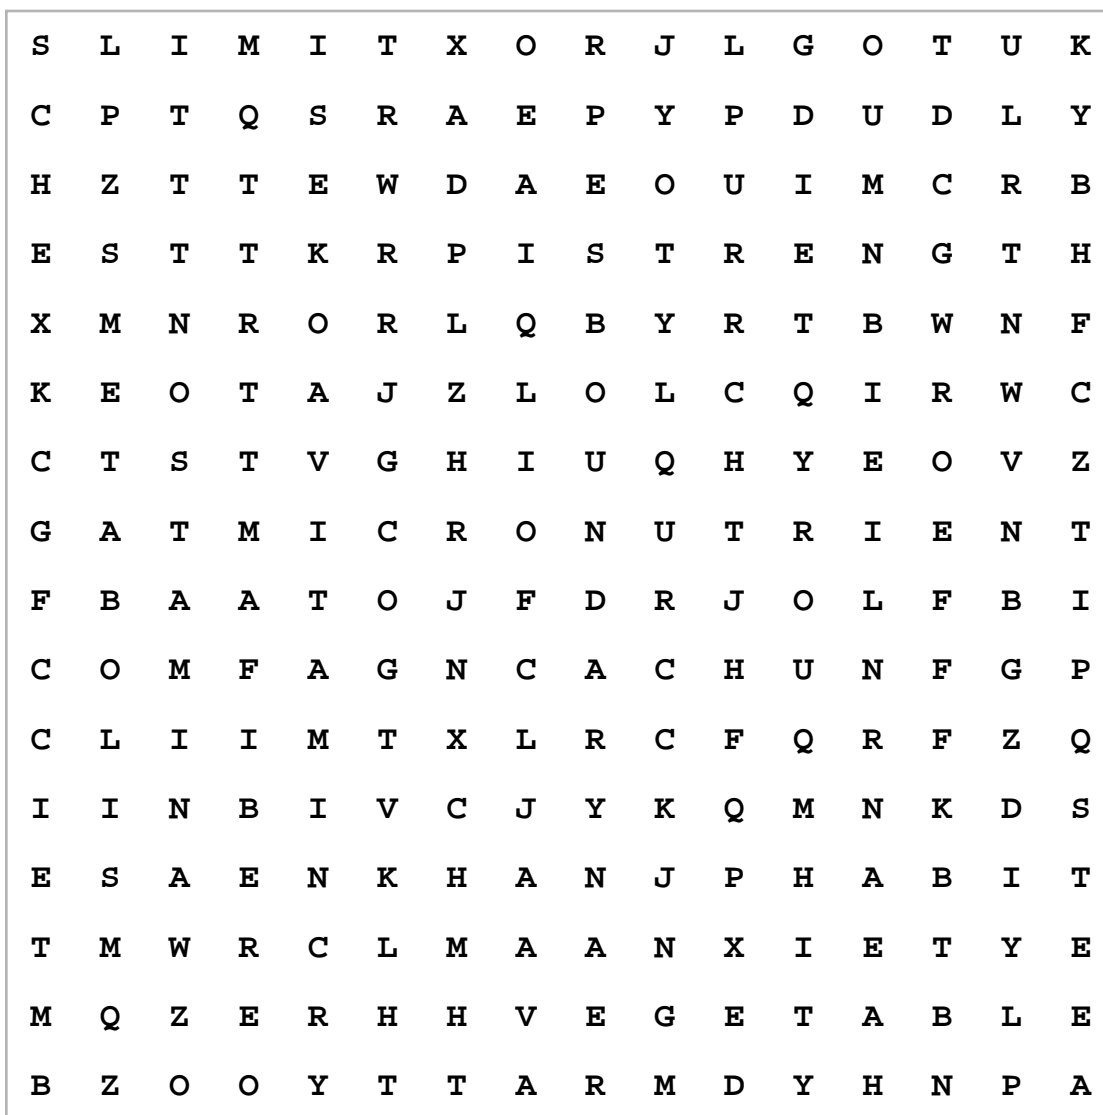 S L I M I T X O R J L G O T U K
C P T Q S R A E P Y P D U D L Y
H Z T T E W D A E O U I M C R B
E S T T K R P I S T R E N G T H
X M N R O R L Q B Y R T B W N F
K E O T A J Z L O L C Q I R W C
C T S T V G H I U Q H Y E O V Z
G A T M I C R O N U T R I E N T
F B A A T O J F D R J O L F B I
C O M F A G N C A C H U N F G P
C L I I M T X L R C F Q R F Z Q
I I N B I V C J Y K Q M N K D S
E S A E N K H A N J P H A B I T
T M W R C L M A A N X I E T Y E
M Q Z E R H H V E G E T A B L E
B Z O O Y T T A R M D Y H N P A